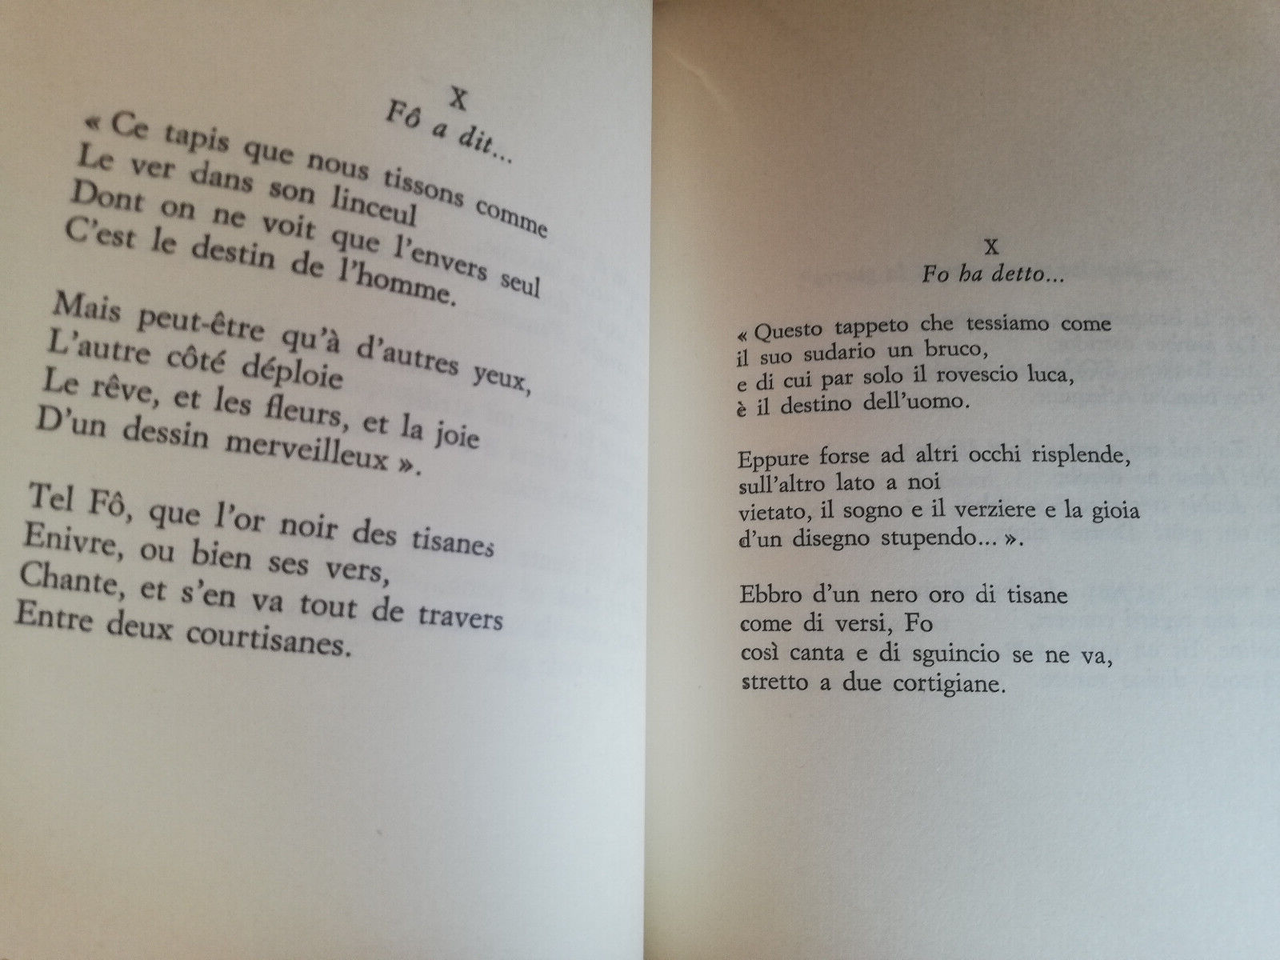 X
Fô a dit...
« Ce tapis que nous tissons comme
Le ver dans son linceul
Dont on ne voit que l'envers seul
C'est le destin de l'homme.
Mais peut-être qu'à d'autres yeux,
L'autre côté déploie
Le rêve, et les fleurs, et la joie
D'un dessin merveilleux ».
Tel Fô, que l'or noir des tisanes
Enivre, ou bien ses vers,
Chante, et s'en va tout de travers
Entre deux courtisanes.
X
Fo ha detto...
« Questo tappeto che tessiamo come
il suo sudario un bruco,
e di cui par solo il rovescio luca,
è il destino dell'uomo.
Eppure forse ad altri occhi risplende,
sull'altro lato a noi
vietato, il sogno e il verziere e la gioia
d'un disegno stupendo... ».
Ebbro d'un nero oro di tisane
come di versi, Fo
così canta e di sguincio se ne va,
stretto a due cortigiane.